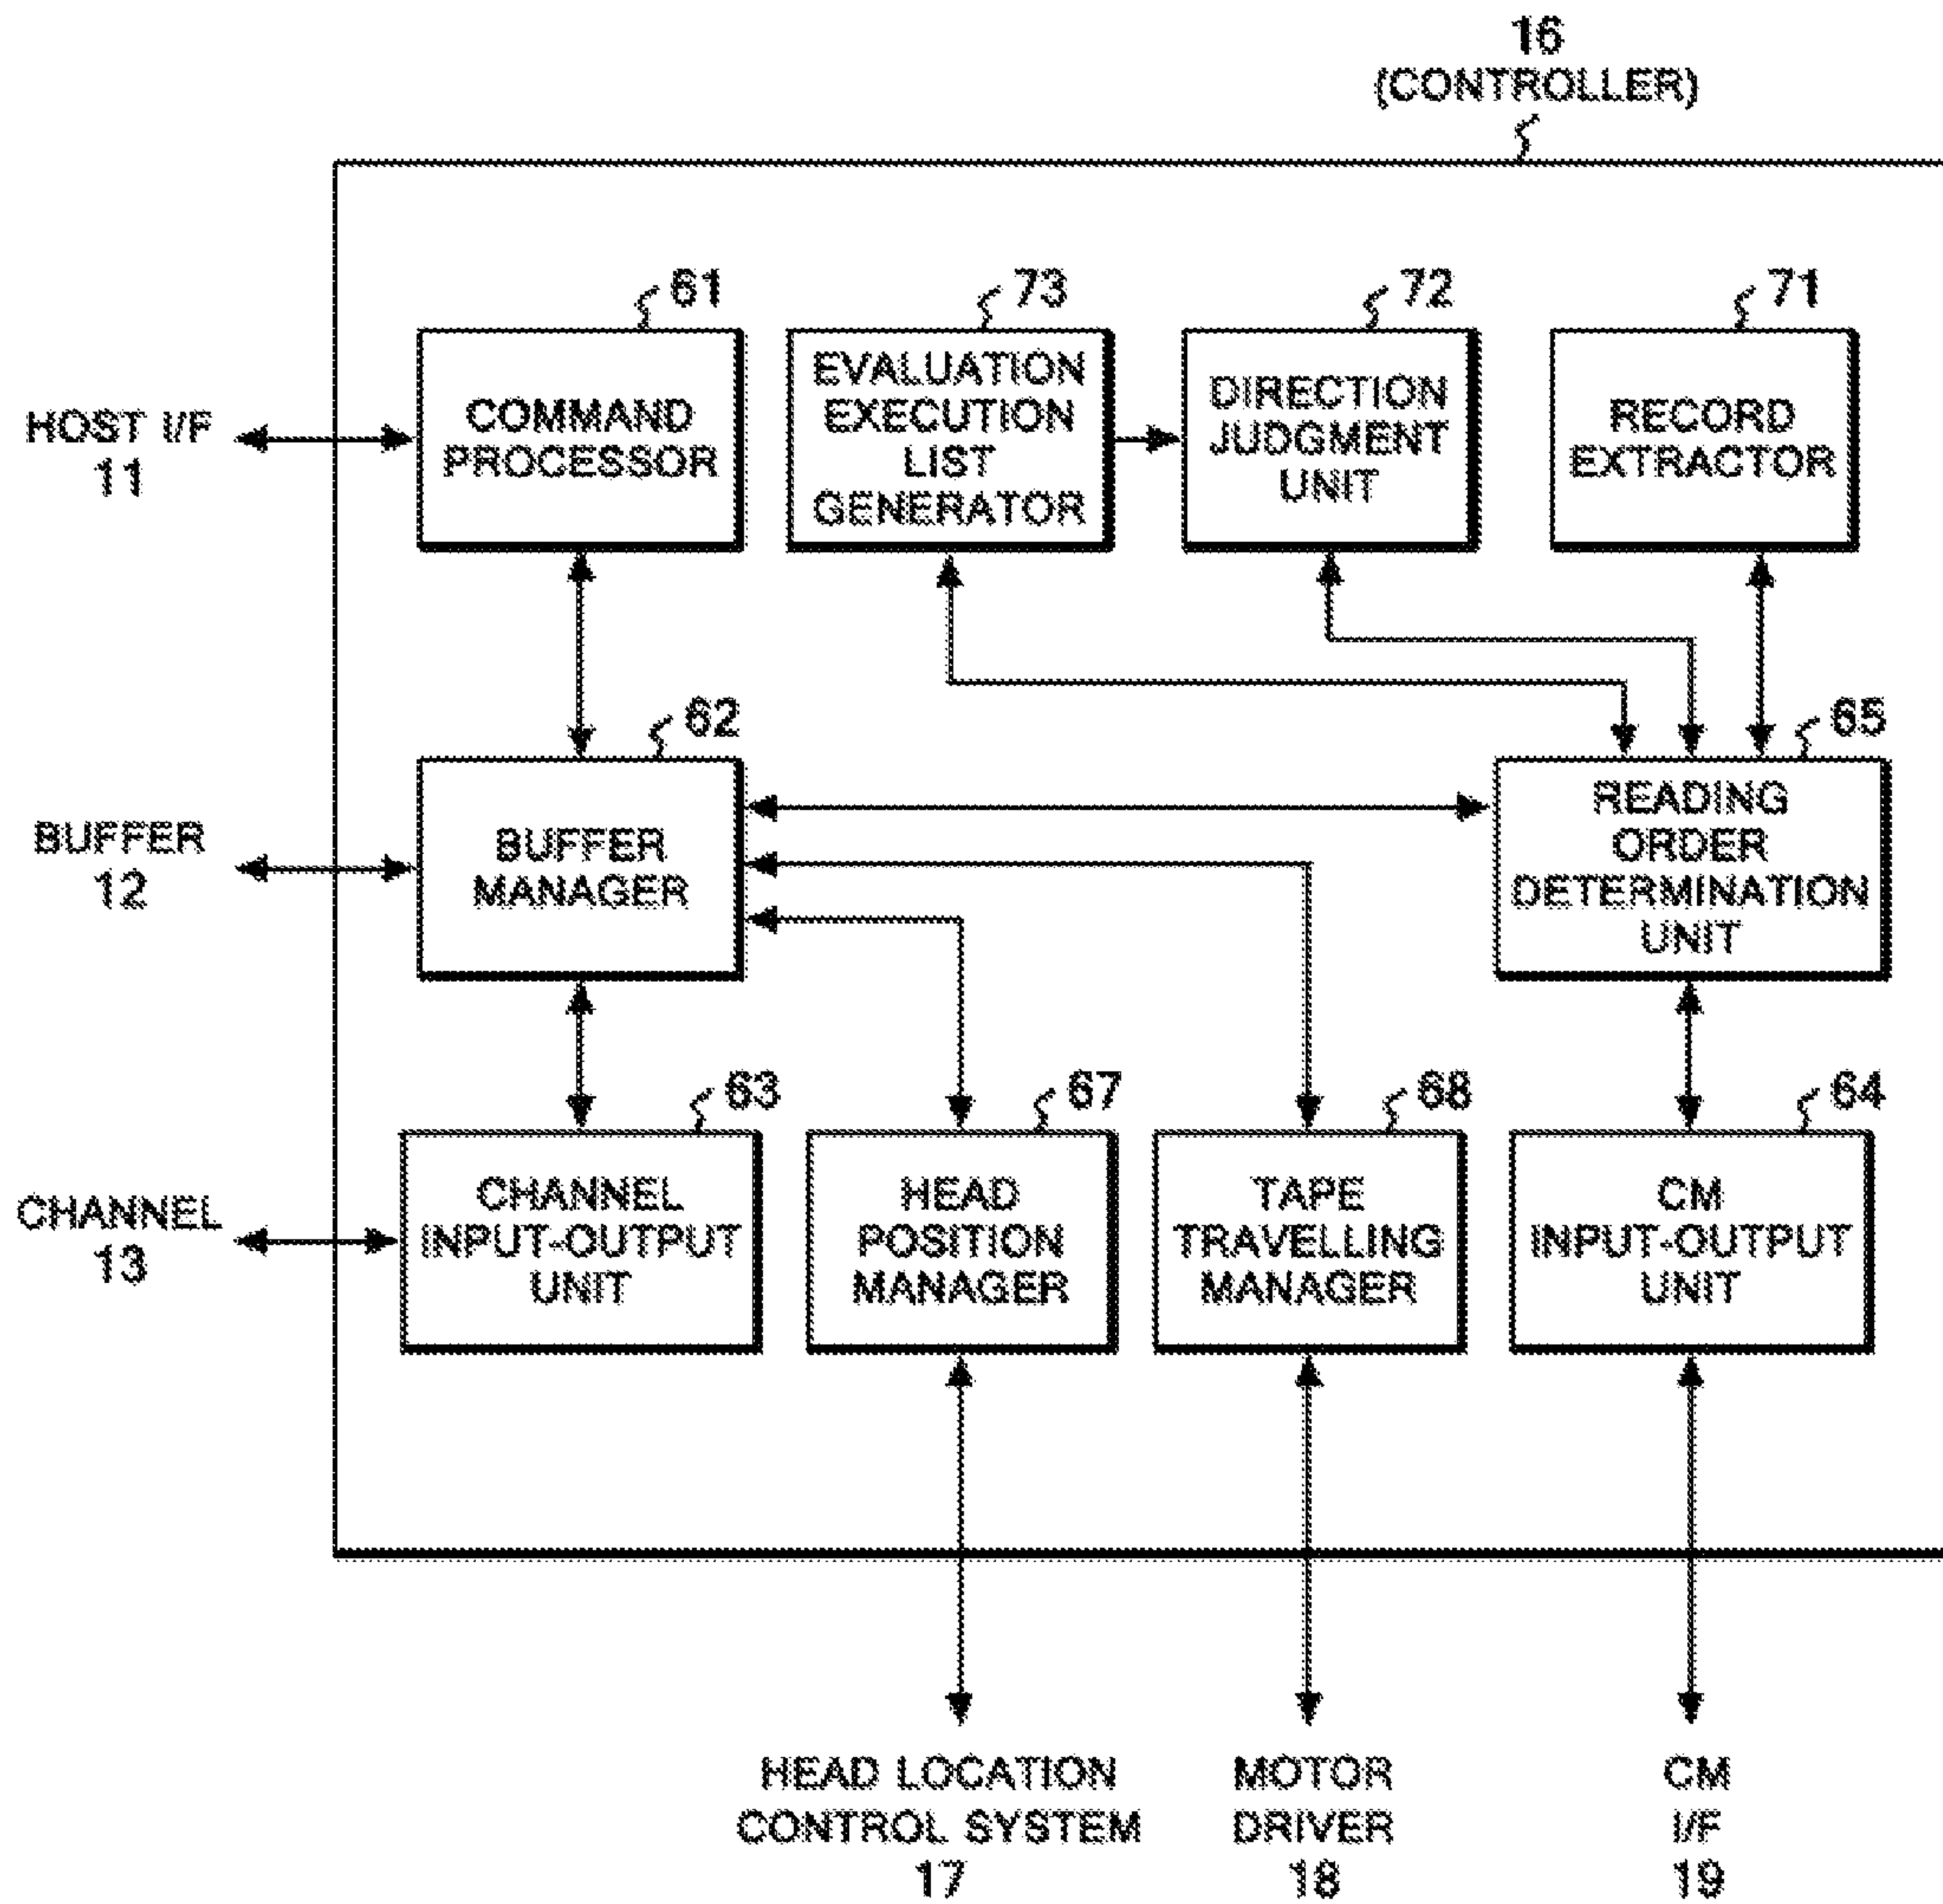 16
(CONTROLLER)
61
73
72
71
HOST I/F
11
COMMAND
PROCESSOR
EVALUATION
EXECUTION
LIST
GENERATOR
DIRECTION
JUDGMENT
UNIT
RECORD
EXTRACTOR
62
65
BUFFER
12
BUFFER
MANAGER
READING
ORDER
DETERMINATION
UNIT
63
67
68
64
CHANNEL
13
CHANNEL
INPUT-OUTPUT
UNIT
HEAD
POSITION
MANAGER
TAPE
TRAVELLING
MANAGER
CM
INPUT-OUTPUT
UNIT
HEAD LOCATION
CONTROL SYSTEM
17
MOTOR
DRIVER
18
CM
I/F
19